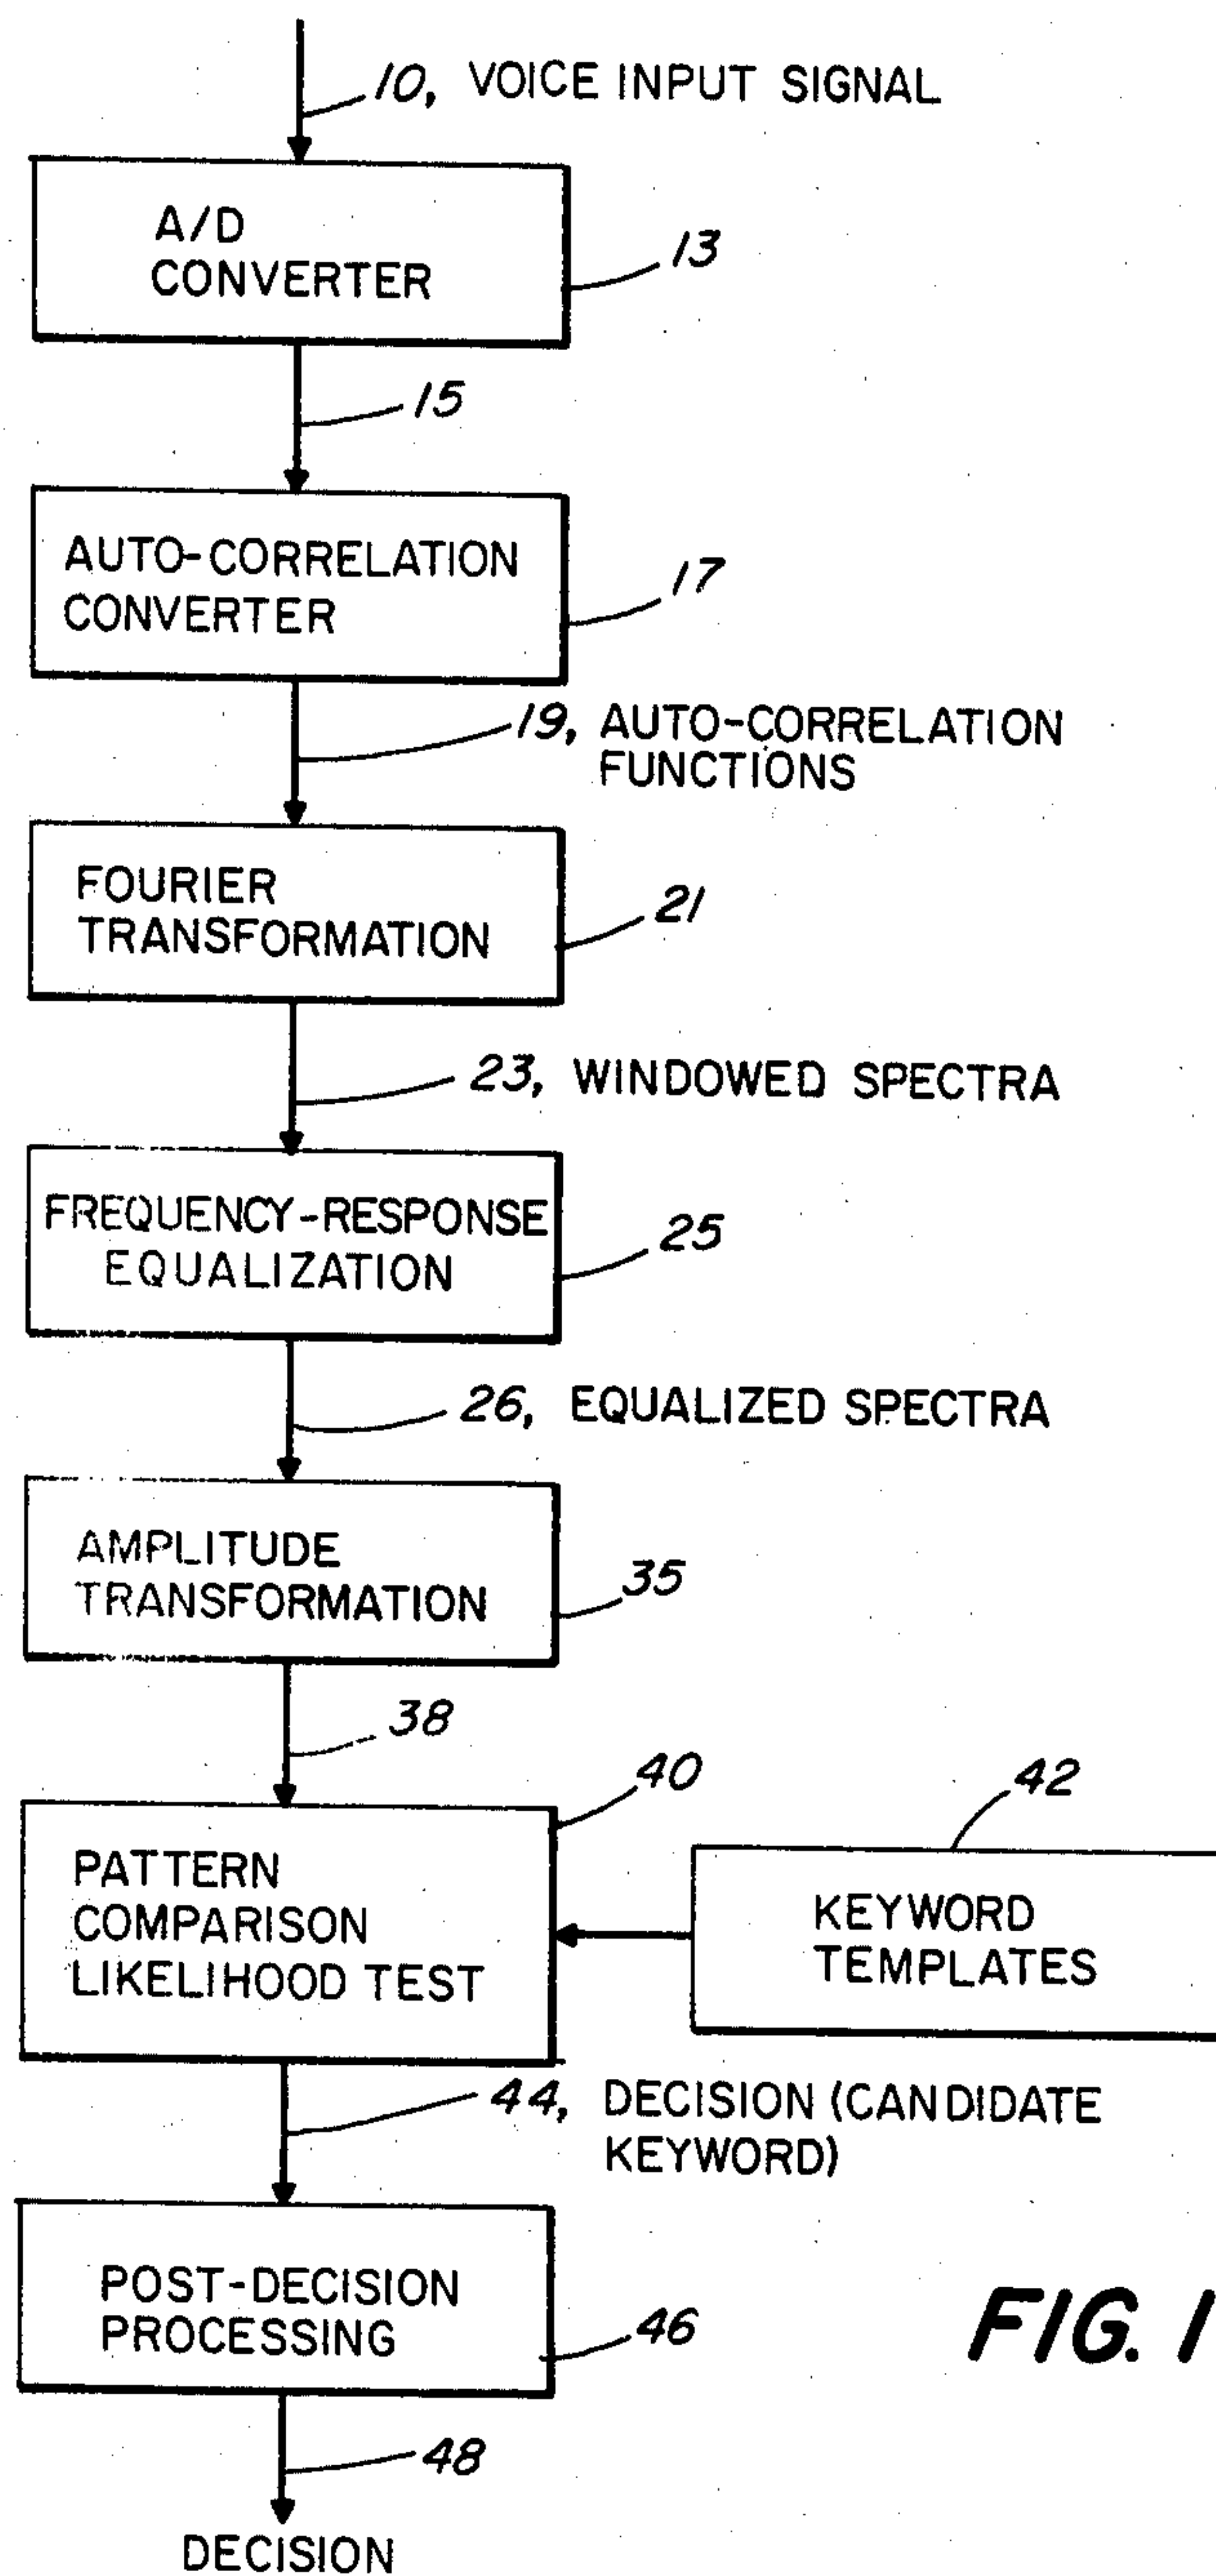 10, VOICE INPUT SIGNAL
A/D
CONVERTER
13
15
AUTO-CORRELATION
CONVERTER
17
19, AUTO-CORRELATION
FUNCTIONS
FOURIER
TRANSFORMATION
21
23, WINDOWED SPECTRA
FREQUENCY-RESPONSE
EQUALIZATION
25
26, EQUALIZED SPECTRA
AMPLITUDE
TRANSFORMATION
35
38
40
42
PATTERN
COMPARISON
LIKELIHOOD TEST
KEYWORD
TEMPLATES
44, DECISION (CANDIDATE
KEYWORD)
POST-DECISION
PROCESSING
46
FIG. 1
48
DECISION